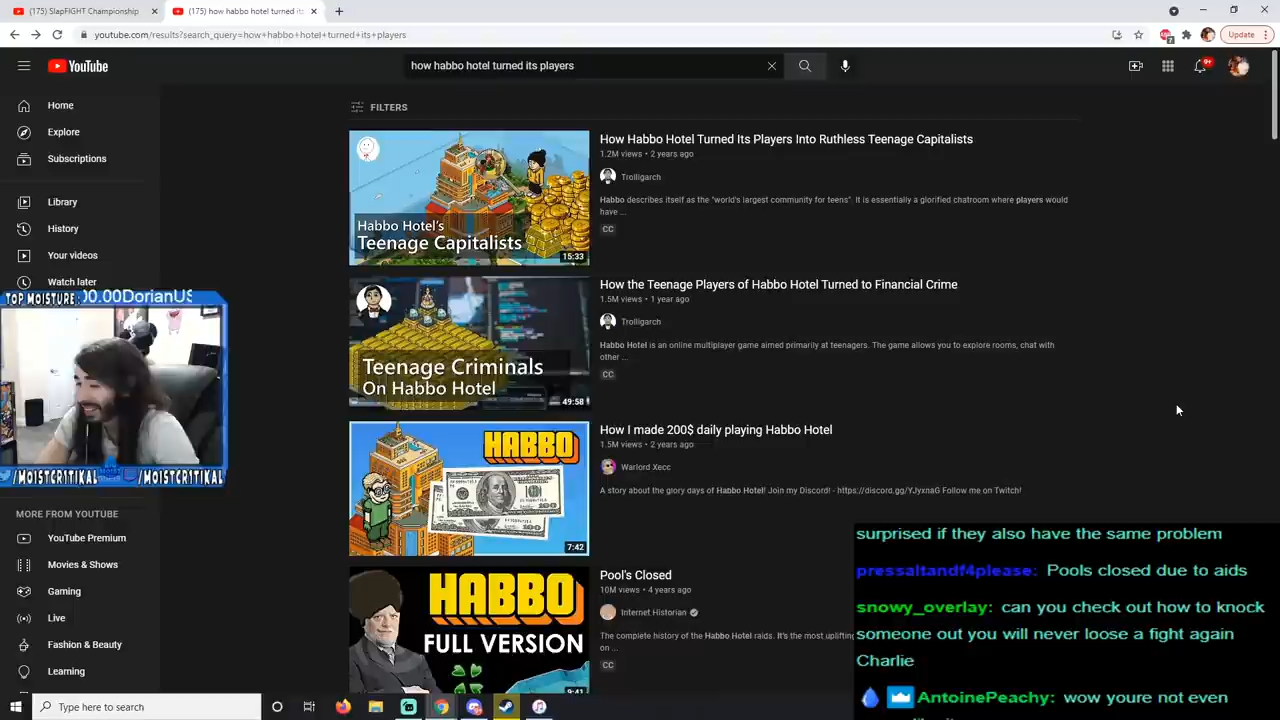 (175) SlapFIGHT Championship
(175) how habbo hotel turned its
youtube.com/results?search_query=how+habbo+hotel+turned+its+players
Update
YouTube
how habbo hotel turned its players
9+
Home
Explore
Subscriptions
Library
History
Your videos
Watch later
TOP MOISTURE:
00.00DorianUS
/MOISTCRITIKAL
/MOISTCRITIKAL
MORE FROM YOUTUBE
YouTube Premium
Movies & Shows
Gaming
Live
Fashion & Beauty
Learning
FILTERS
Habbo Hotel's
Teenage Capitalists
15:33
How Habbo Hotel Turned Its Players Into Ruthless Teenage Capitalists
1.2M views • 2 years ago
Trolligarch
Habbo describes itself as the "world's largest community for teens". It is essentially a glorified chatroom where players would
have ...
CC
Teenage Criminals
On Habbo Hotel
49:58
How the Teenage Players of Habbo Hotel Turned to Financial Crime
1.5M views • 1 year ago
Trolligarch
Habbo Hotel is an online multiplayer game aimed primarily at teenagers. The game allows you to explore rooms, chat with
other ...
CC
HABBO
100
100
7:42
How I made 200$ daily playing Habbo Hotel
1.5M views • 2 years ago
Warlord Xecc
A story about the glory days of Habbo Hotel! Join my Discord! - https://discord.gg/YJyxnaG Follow me on Twitch!
HABBO
FULL VERSION
9:41
Pool's Closed
10M views • 4 years ago
Internet Historian
The complete history of the Habbo Hotel raids. It's the most uplifting
on ...
CC
surprised if they also have the same problem
pressaltandf4please: Pools closed due to aids
snowy_overlay: can you check out how to knock
someone out you will never loose a fight again
Charlie
AntoinePeachy: wow youre not even
Type here to search